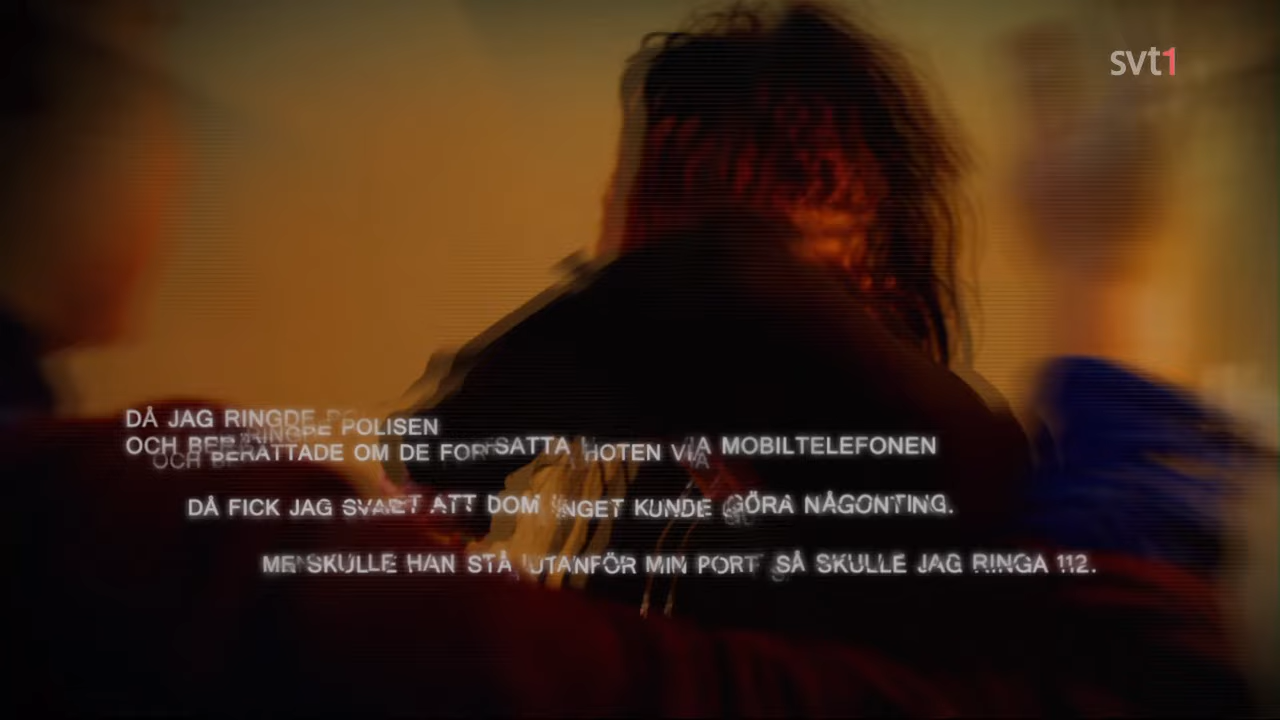 svt1
DÅ JAG RINGDE POLISEN
OCH BERÄTTADE OM DE FORTSATTA HOTEN VIA MOBILTELEFONEN
DÅ FICK JAG SVARET ATT DOM INGET KUNDE GÖRA NÅGONTING.
MEN SKULLE HAN STÅ UTANFÖR MIN PORT SÅ SKULLE JAG RINGA 112.